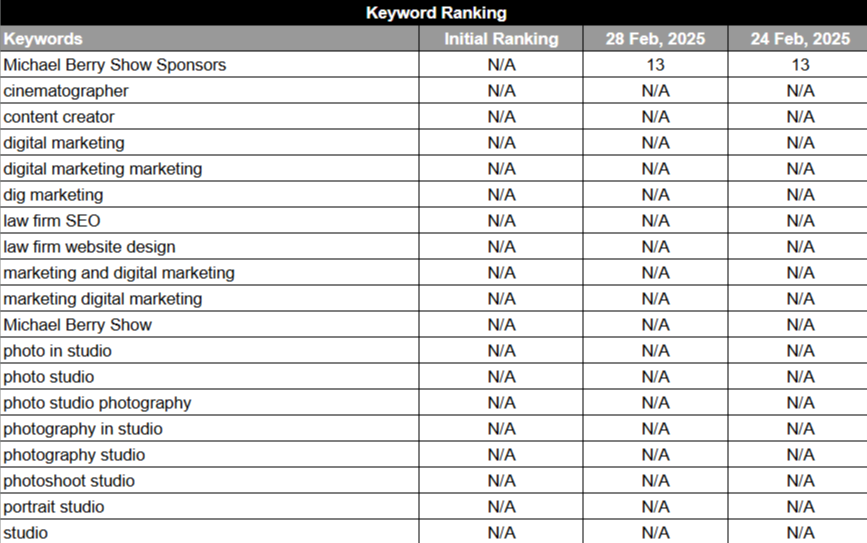 Keyword Ranking
Keywords Initial Ranking 28 Feb, 2025 24 Feb, 2025
Michael Berry Show Sponsors N/A 13 13
cinematographer N/A N/A N/A
content creator N/A N/A N/A
digital marketing N/A N/A N/A
digital marketing marketing N/A N/A N/A
dig marketing N/A N/A N/A
law firm SEO N/A N/A N/A
law firm website design N/A N/A N/A
marketing and digital marketing N/A N/A N/A
marketing digital marketing N/A N/A N/A
Michael Berry Show N/A N/A N/A
photo in studio N/A N/A N/A
photo studio N/A N/A N/A
photo studio photography N/A N/A N/A
photography in studio N/A N/A N/A
photography studio N/A N/A N/A
photoshoot studio N/A N/A N/A
portrait studio N/A N/A N/A
studio N/A N/A N/A